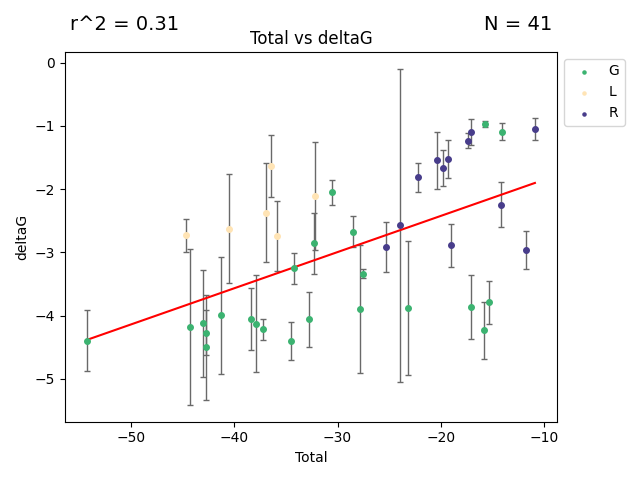 r^2 = 0.31
N = 41
Total vs deltaG
G
L
R
deltaG
0
−1
−2
−3
−4
−5
−50
−40
−30
−20
−10
Total